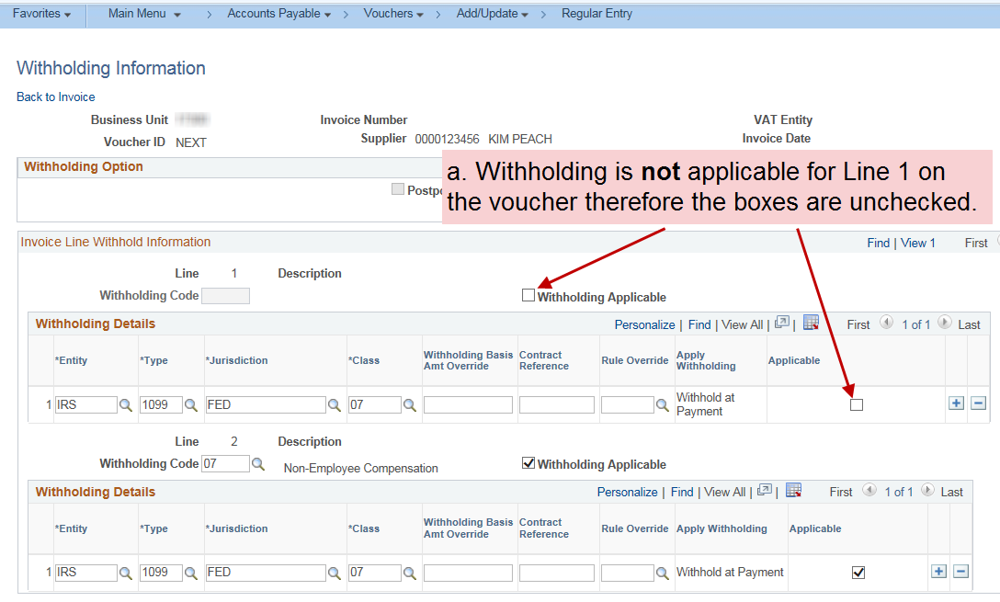 Favorites Main Menu > Accounts Payable > Vouchers > Add/Update > Regular Entry
Withholding Information
Back to Invoice
Business Unit Invoice Number VAT Entity
Voucher ID NEXT Supplier 0000123456 KIM PEACH Invoice Date
Withholding Option
Postpo
a. Withholding is not applicable for Line 1 on
the voucher therefore the boxes are unchecked.
Invoice Line Withhold Information Find | View 1 First
Line 1 Description
Withholding Code Withholding Applicable
Withholding Details Personalize | Find | View All | | First 1 of 1 Last
*Entity *Type *Jurisdiction *Class Withholding Basis Amt Override Contract Reference Rule Override Apply Withholding Applicable
1 IRS 1099 FED 07 Withhold at Payment
Line 2 Description
Withholding Code 07 Non-Employee Compensation Withholding Applicable
Withholding Details Personalize | Find | View All | | First 1 of 1 Last
*Entity *Type *Jurisdiction *Class Withholding Basis Amt Override Contract Reference Rule Override Apply Withholding Applicable
1 IRS 1099 FED 07 Withhold at Payment